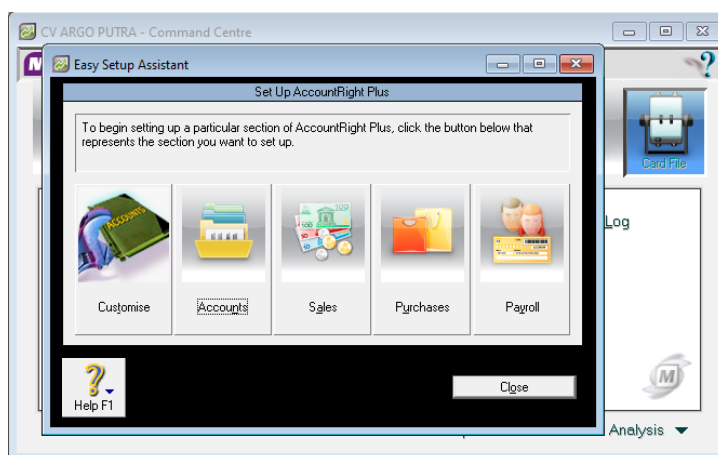 CV ARGO PUTRA - Command Centre
Easy Setup Assistant
Set Up AccountRight Plus
To begin setting up a particular section of AccountRight Plus, click the button below that
represents the section you want to set up.
Card File
ACCOUNTS
100
Log
Customise
Accounts
Sales
Purchases
Payroll
M
Help F1
Close
Analysis